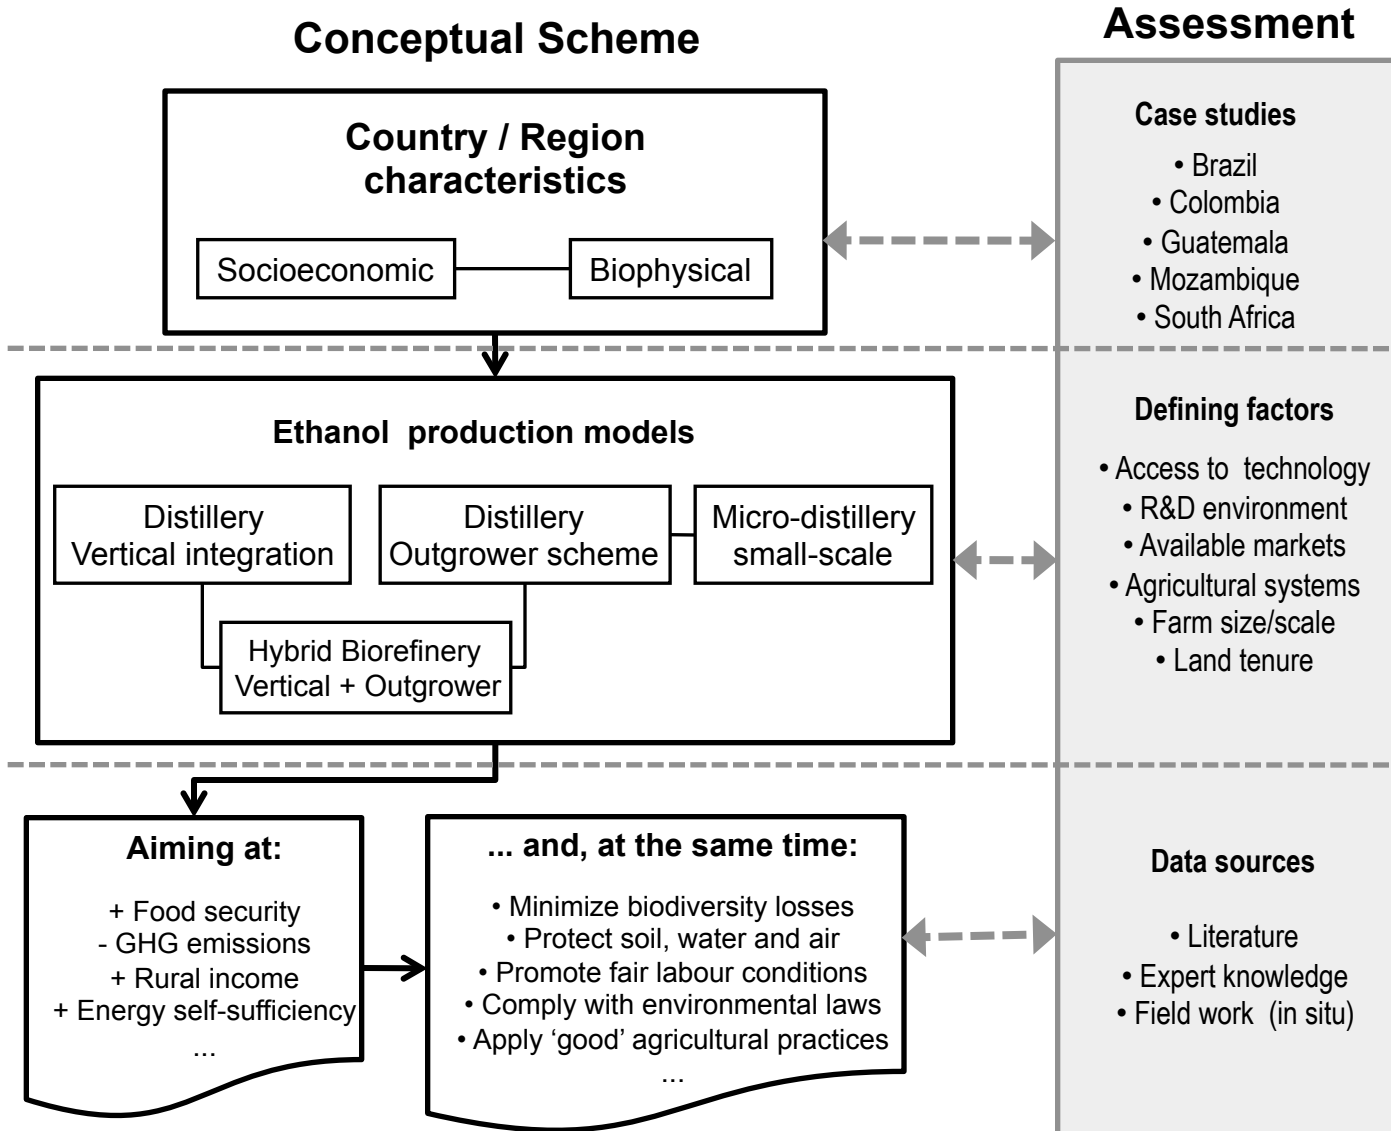 Conceptual Scheme
Country / Region
characteristics
Socioeconomic
Biophysical
Ethanol production models
Distillery
Vertical integration
Distillery
Outgrower scheme
Micro-distillery
small-scale
Hybrid Biorefinery
Vertical + Outgrower
Aiming at:
+ Food security
- GHG emissions
+ Rural income
+ Energy self-sufficiency
...
... and, at the same time:
• Minimize biodiversity losses
• Protect soil, water and air
• Promote fair labour conditions
• Comply with environmental laws
• Apply ‘good’ agricultural practices
...
Assessment
Case studies
• Brazil
• Colombia
• Guatemala
• Mozambique
• South Africa
Defining factors
• Access to technology
• R&D environment
• Available markets
• Agricultural systems
• Farm size/scale
• Land tenure
Data sources
• Literature
• Expert knowledge
• Field work (in situ)